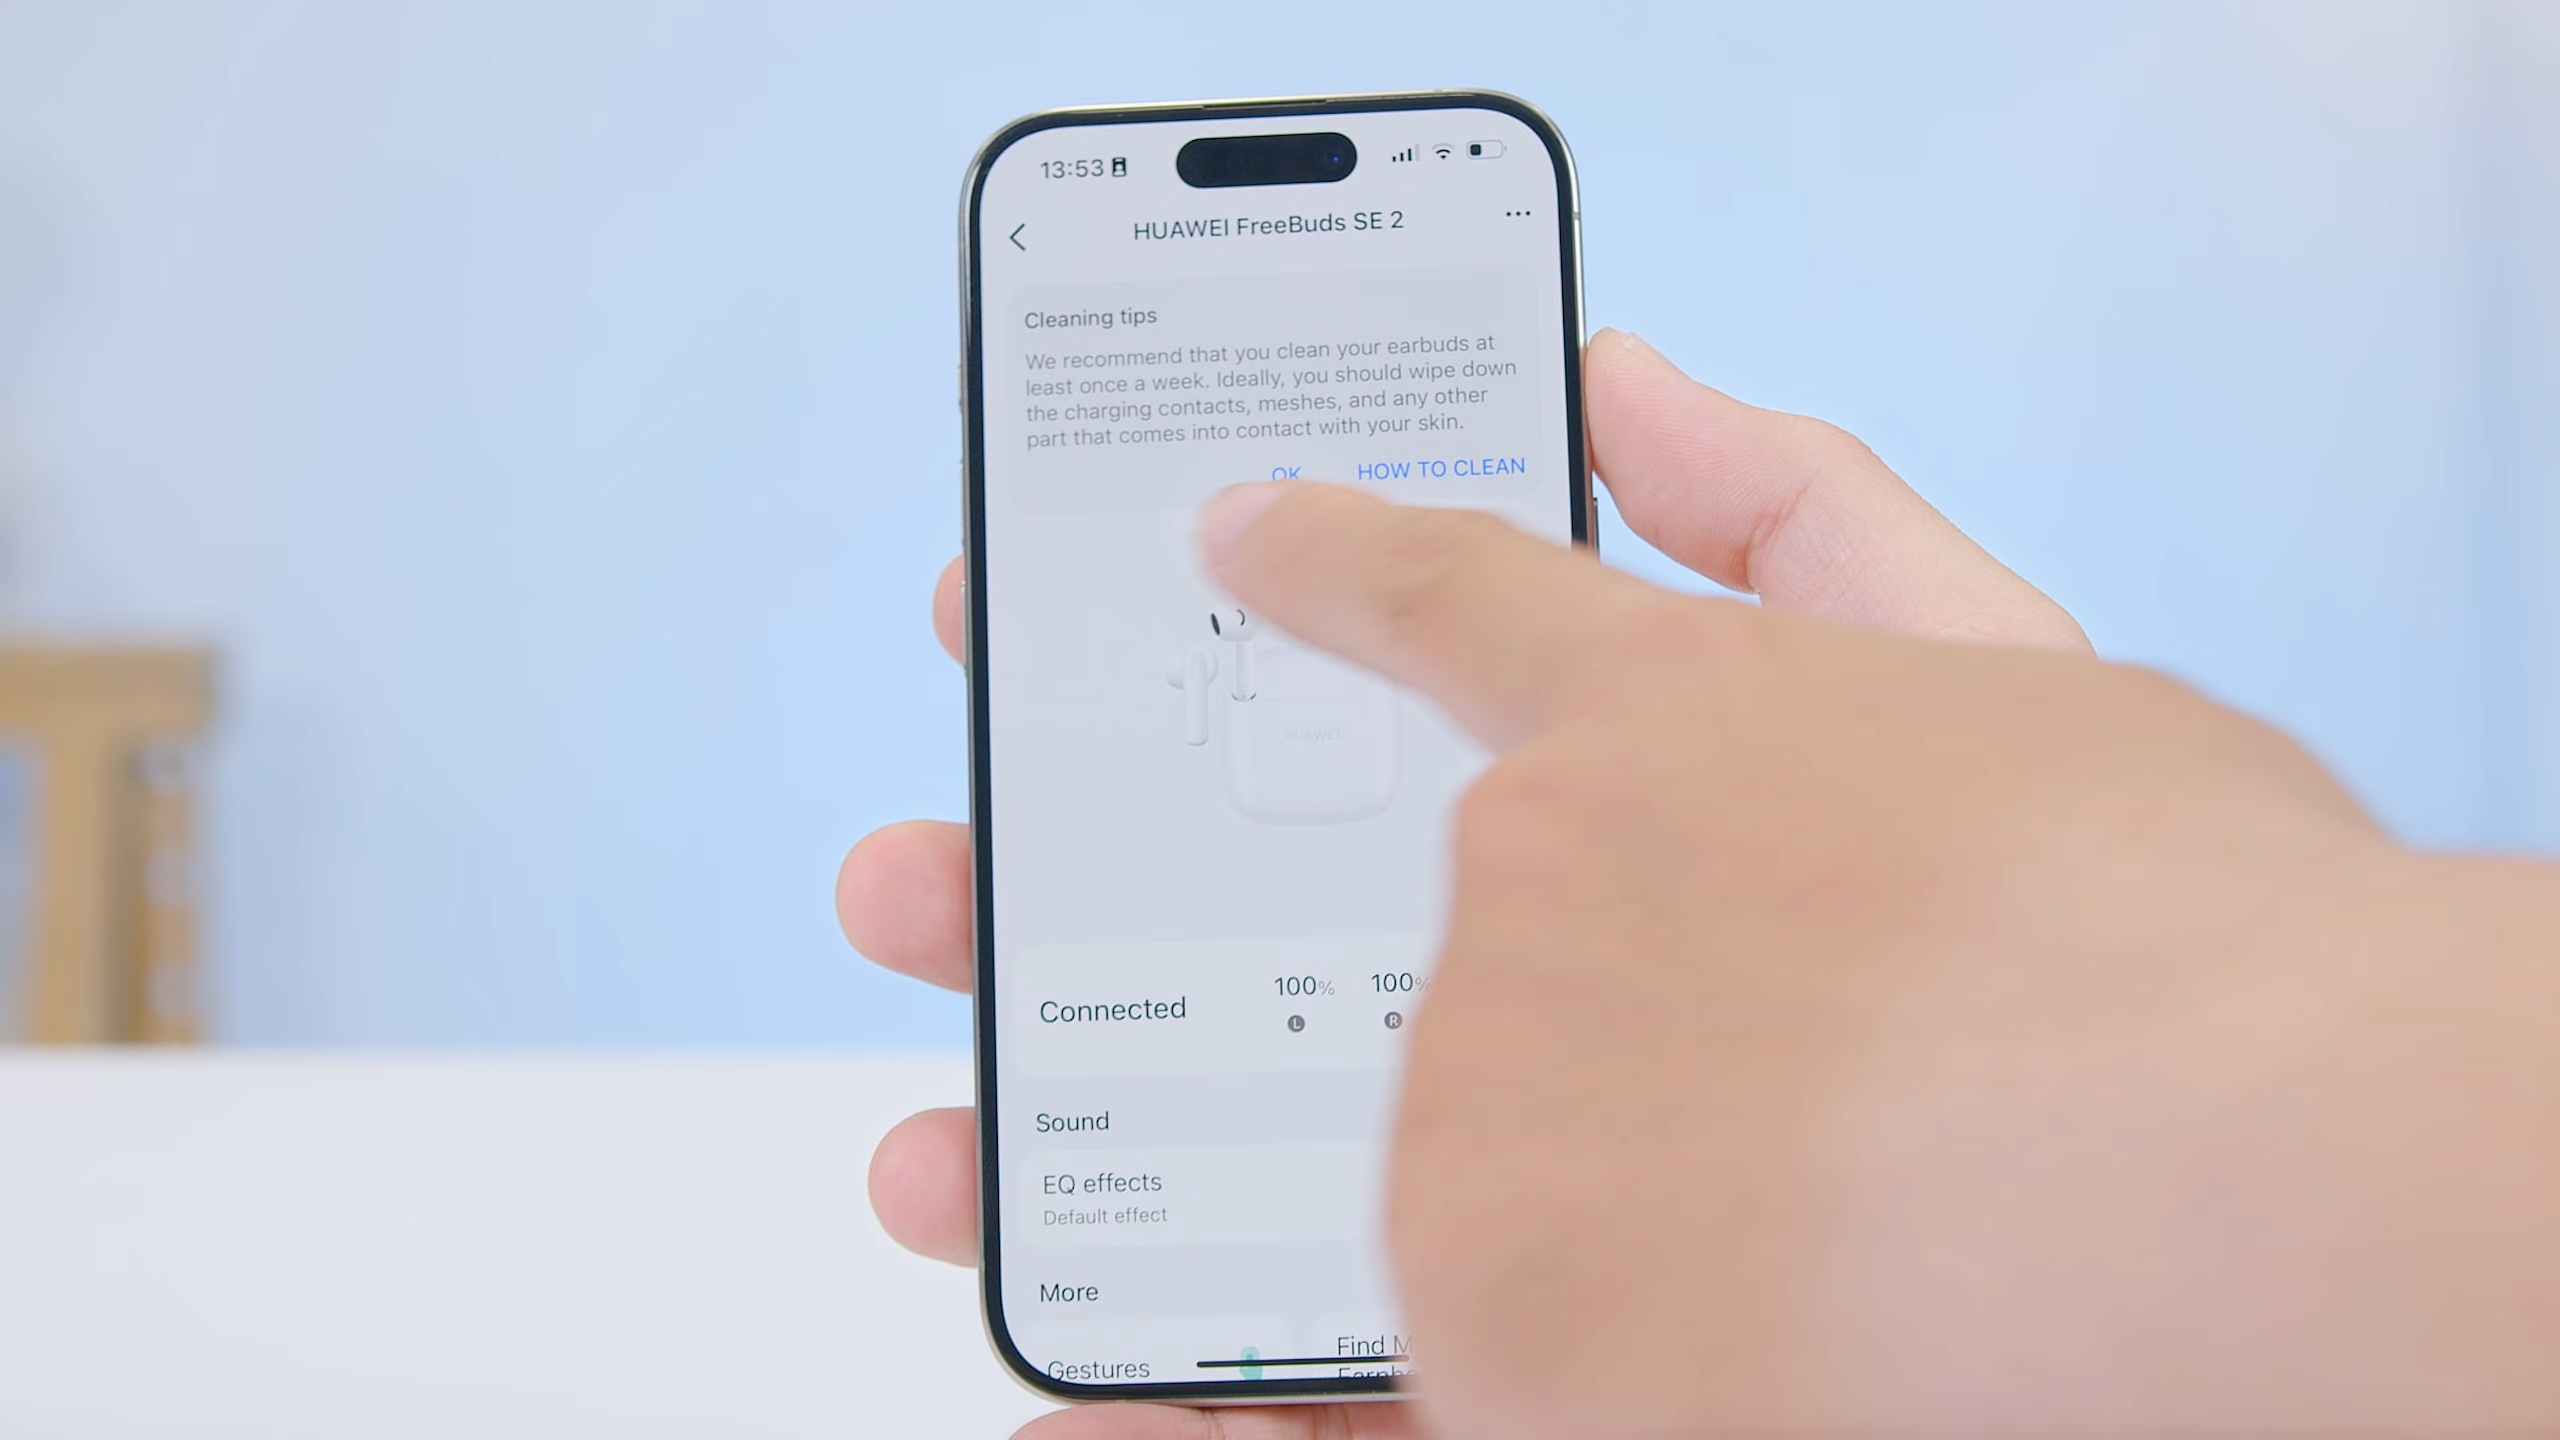 13:53
HUAWEI FreeBuds SE 2
Cleaning tips
We recommend that you clean your earbuds at
least once a week. Ideally, you should wipe down
the charging contacts, meshes, and any other
part that comes into contact with your skin.
OK HOW TO CLEAN
HUAWEI
Connected
100% 100%
L R
Sound
EQ effects
Default effect
More
Gestures
Find